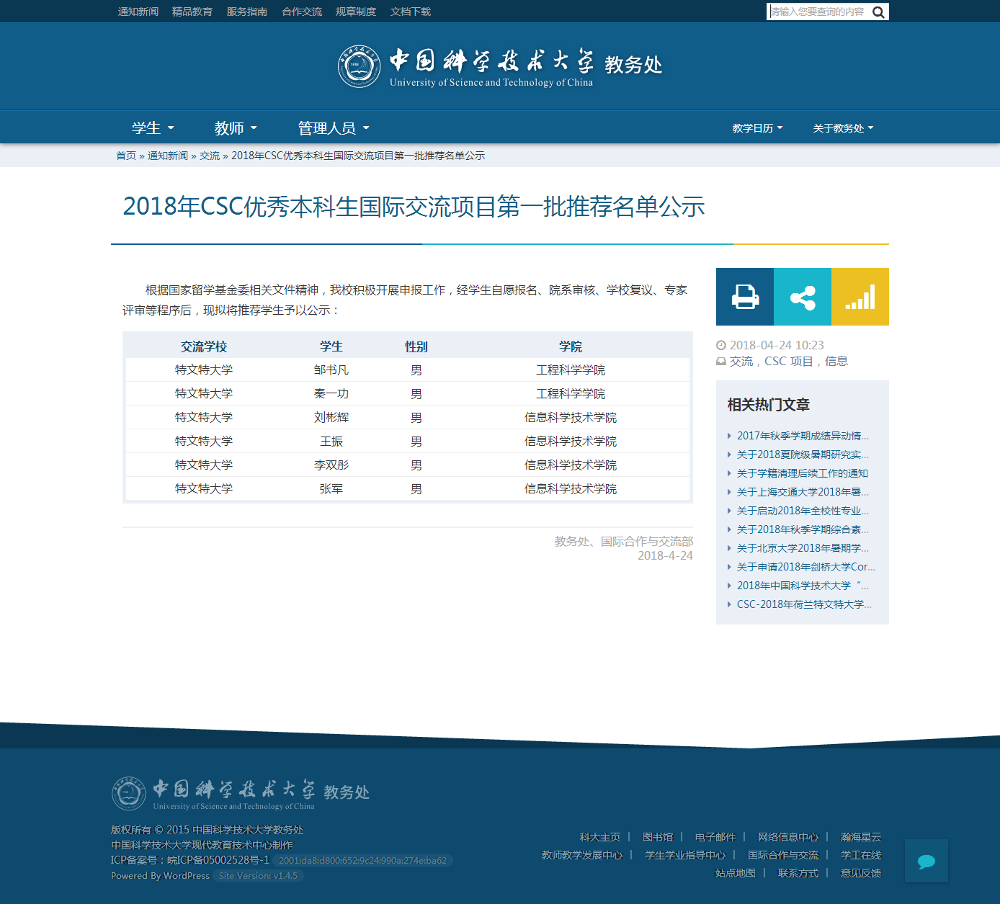 通知新闻 精品教育 服务指南 合作交流 规章制度 文档下载 请输入您要查询的内容
中国科学技术大学 教务处
University of Science and Technology of China
学生 教师 管理人员 教学日历 关于教务处
首页 » 通知新闻 » 交流 » 2018年CSC优秀本科生国际交流项目第一批推荐名单公示
2018年CSC优秀本科生国际交流项目第一批推荐名单公示
根据国家留学基金委相关文件精神，我校积极开展申报工作，经学生自愿报名、院系审核、学校复议、专家
评审等程序后，现拟将推荐学生予以公示：
交流学校 学生 性别 学院
特文特大学 邹书凡 男 工程科学学院
特文特大学 秦一功 男 工程科学学院
特文特大学 刘彬辉 男 信息科学技术学院
特文特大学 王振 男 信息科学技术学院
特文特大学 李双彤 男 信息科学技术学院
特文特大学 张军 男 信息科学技术学院
教务处、国际合作与交流部
2018-4-24
2018-04-24 10:23
交流，CSC 项目，信息
相关热门文章
2017年秋季学期成绩异动情...
关于2018夏院级暑期研究实...
关于学籍清理后续工作的通知
关于上海交通大学2018年暑...
关于启动2018年全校性专业...
关于2018年秋季学期综合素...
关于北京大学2018年暑期学...
关于申请2018年剑桥大学Cor...
2018年中国科学技术大学“...
CSC-2018年荷兰特文特大学...
中国科学技术大学 教务处
University of Science and Technology of China
版权所有 © 2015 中国科学技术大学教务处
中国科学技术大学现代教育技术中心制作
ICP备案号：皖ICP备05002528号-1 2001:da8:d800:652:9c24:990a:274e:ba62
Powered By WordPress Site Version: v1.4.5
科大主页 | 图书馆 | 电子邮件 | 网络信息中心 | 瀚海星云
教师教学发展中心 | 学生学业指导中心 | 国际合作与交流 | 学工在线
站点地图 | 联系方式 | 意见反馈